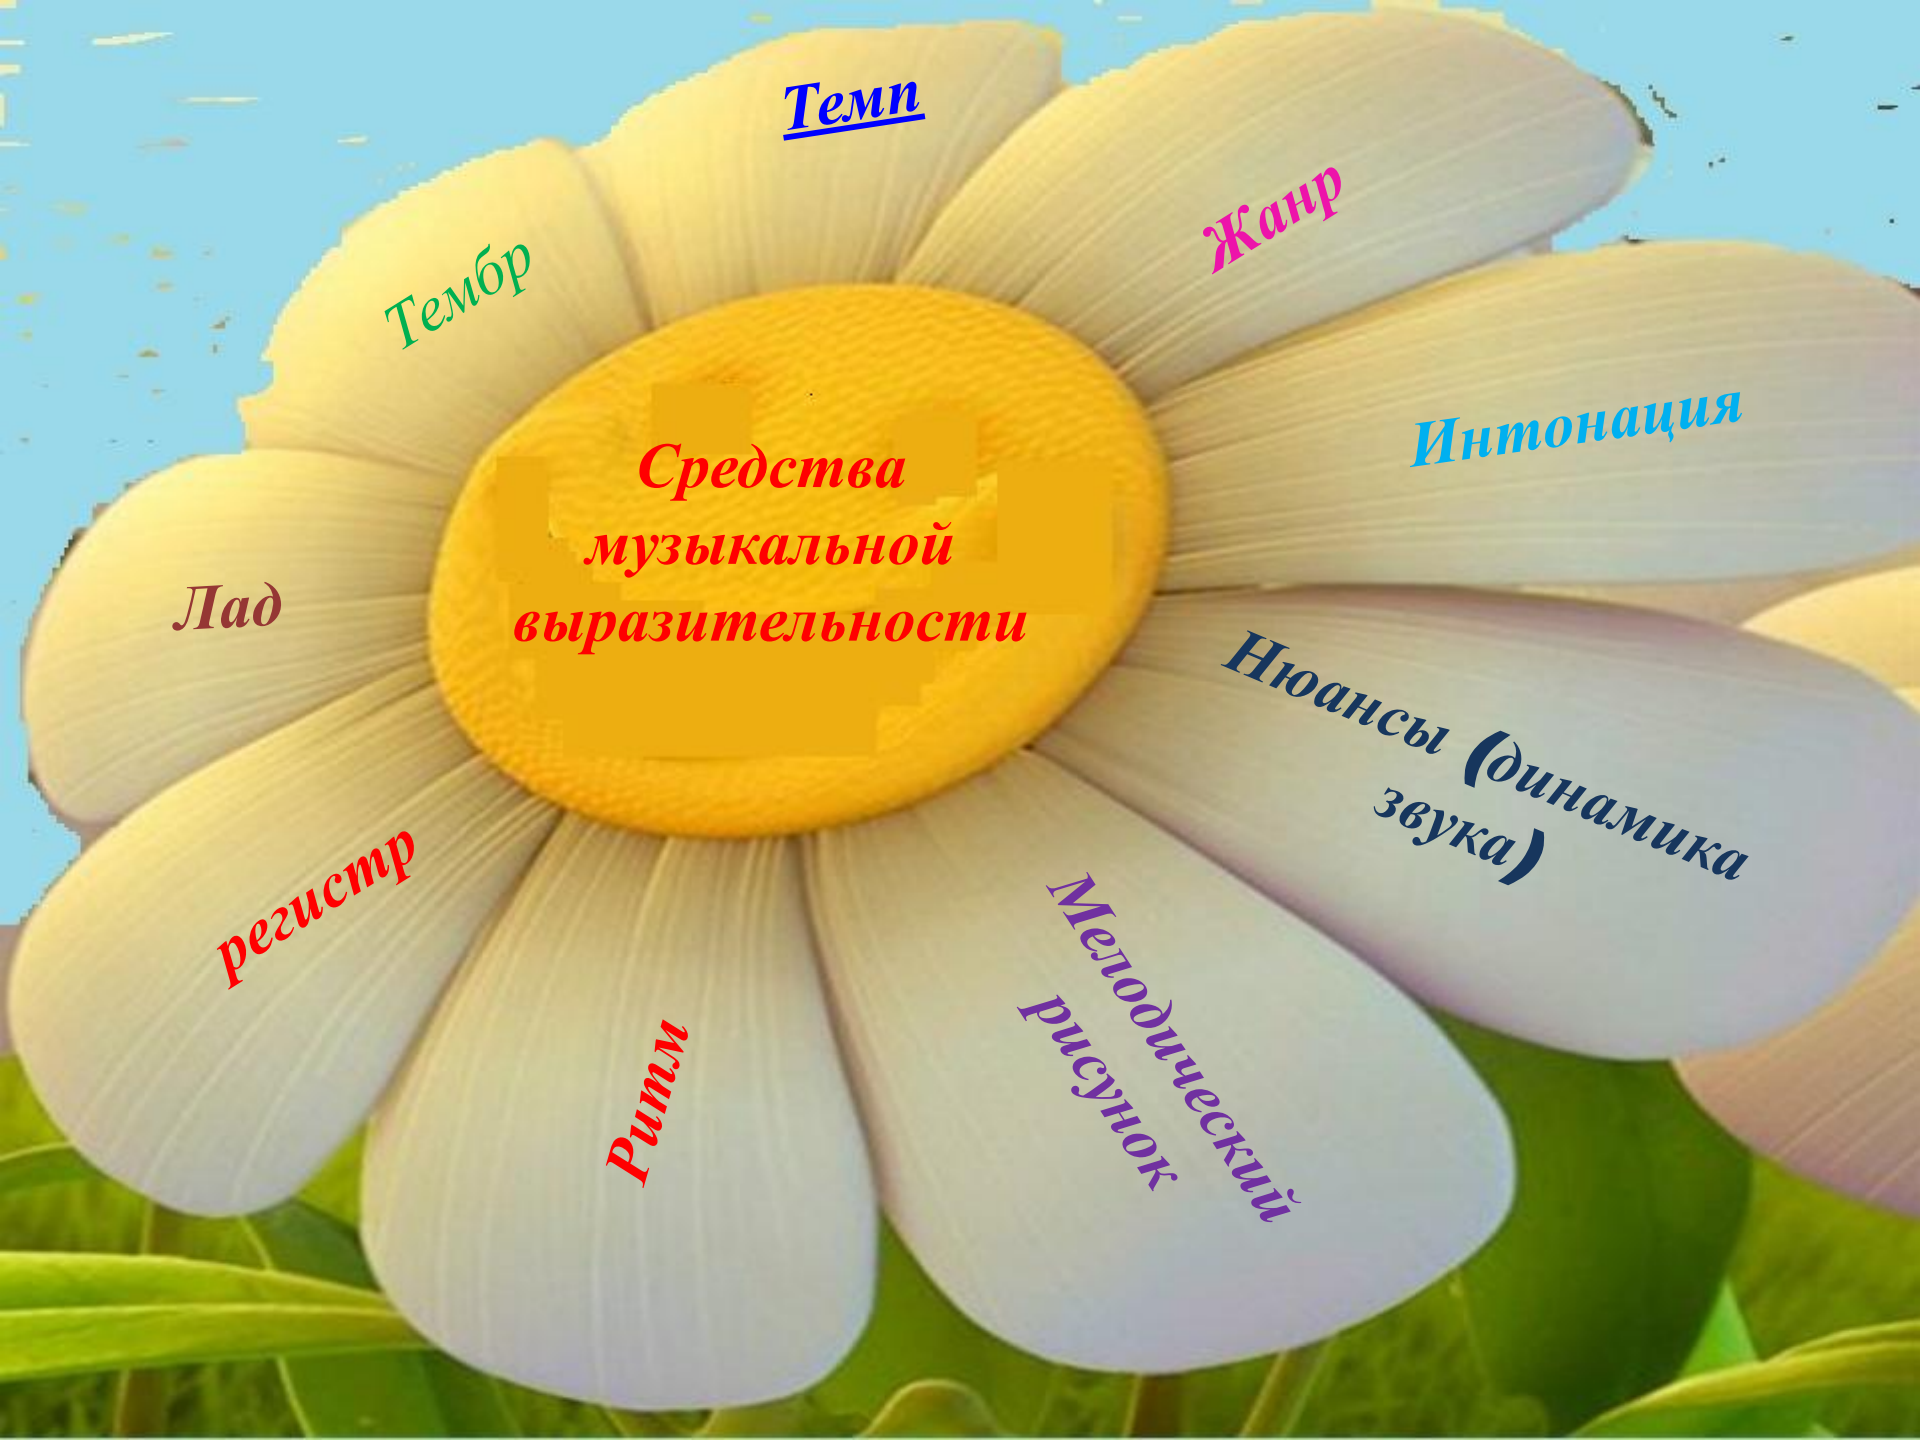 Темп
Жанр
Тембр
Интонация
Средства
музыкальной
выразительности
Лад
Нюансы (динамика
звука)
регистр
Мелодический
рисунок
Ритм